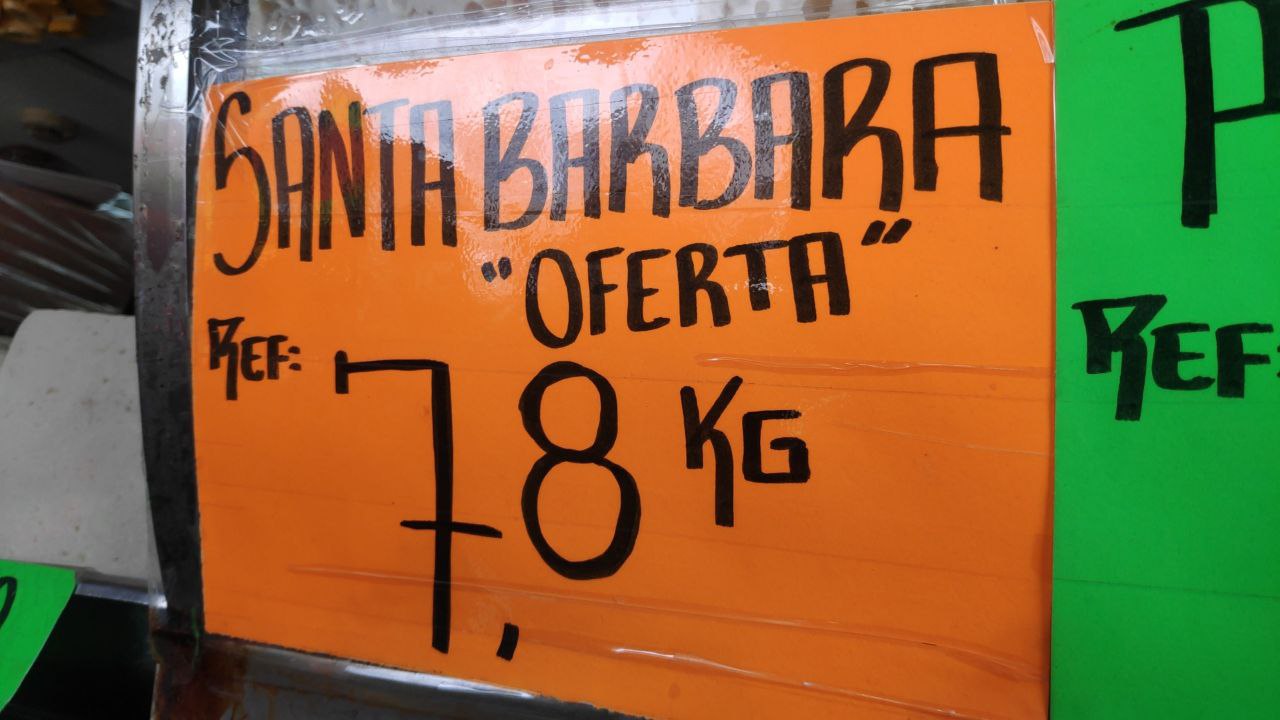 SANTA BARBARA
"OFERTA"
REF: 7,8 KG
REF: